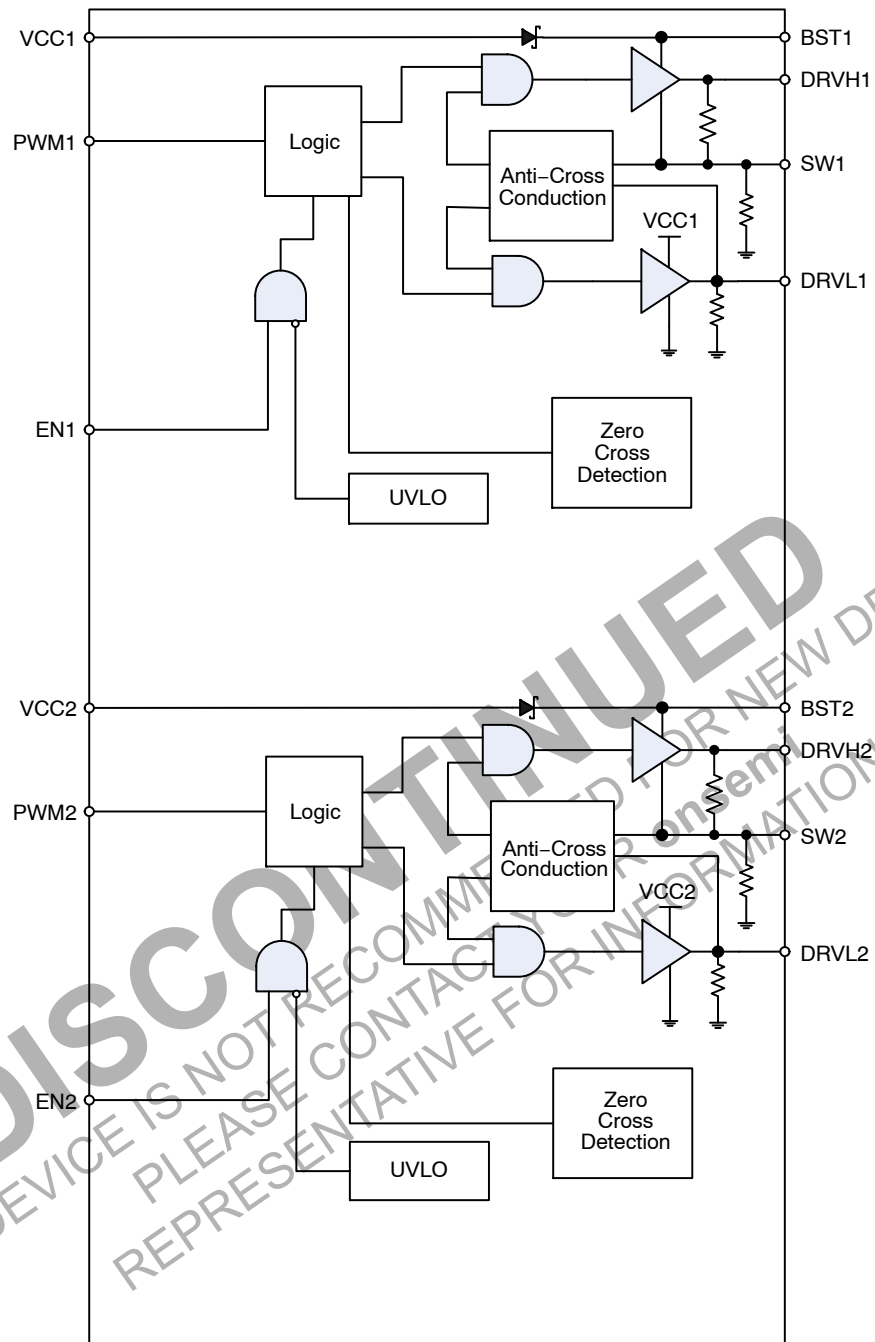 VCC1
BST1
DRVH1
PWM1
Logic
Anti-Cross
Conduction
SW1
VCC1
DRVL1
EN1
Zero
Cross
Detection
UVLO
VCC2
BST2
DRVH2
PWM2
Logic
Anti-Cross
Conduction
SW2
VCC2
DRVL2
EN2
Zero
Cross
Detection
UVLO
DISCONTINUED
DEVICE IS NOT RECOMMENDED FOR NEW
PLEASE CONTACT YOUR onsemi
REPRESENTATIVE FOR INFORMATION